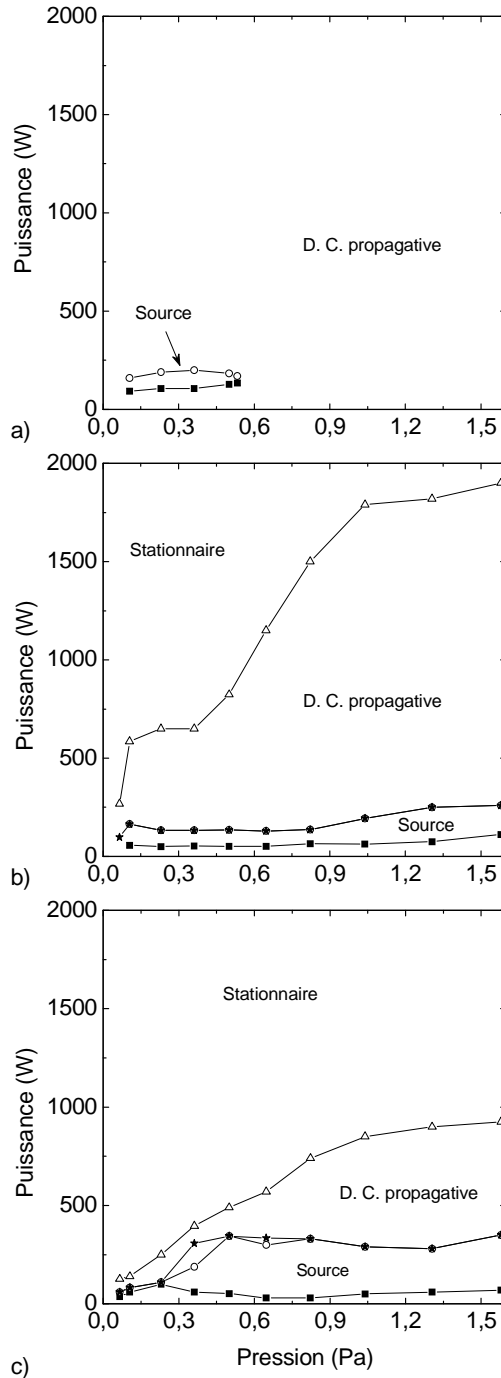 2000
1500
1000
500
0
Puissance (W)
D. C. propagative
Source
0,0 0,3 0,6 0,9 1,2 1,5
a)
2000
1500
1000
500
0
Puissance (W)
Stationnaire
D. C. propagative
Source
0,0 0,3 0,6 0,9 1,2 1,5
b)
2000
1500
1000
500
0
Puissance (W)
Stationnaire
D. C. propagative
Source
0,0 0,3 0,6 0,9 1,2 1,5
c)
Pression (Pa)